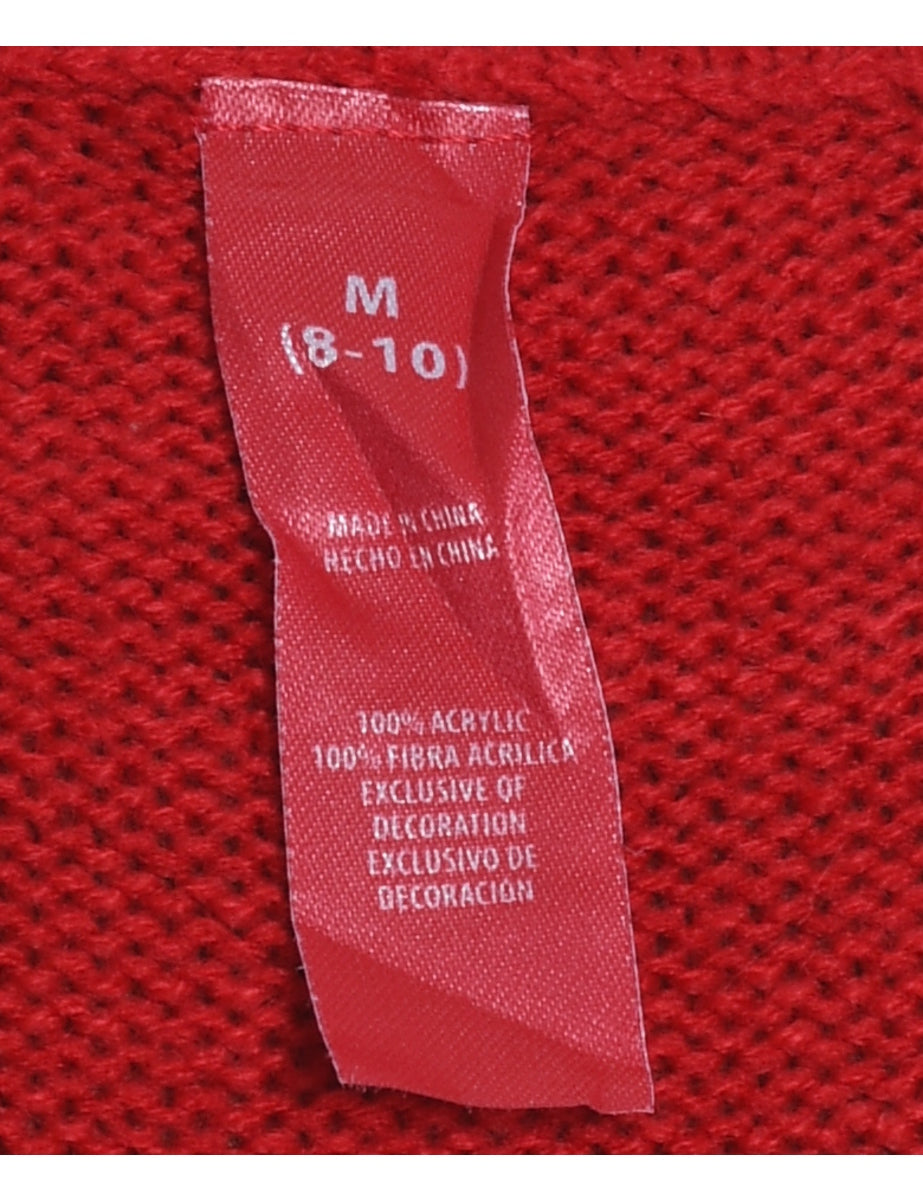 M
(8-10)
MADE IN CHINA
HECHO EN CHINA
100% ACRYLIC
100% FIBRA ACRILICA
EXCLUSIVE OF
DECORATION
EXCLUSIVO DE
DECORACION